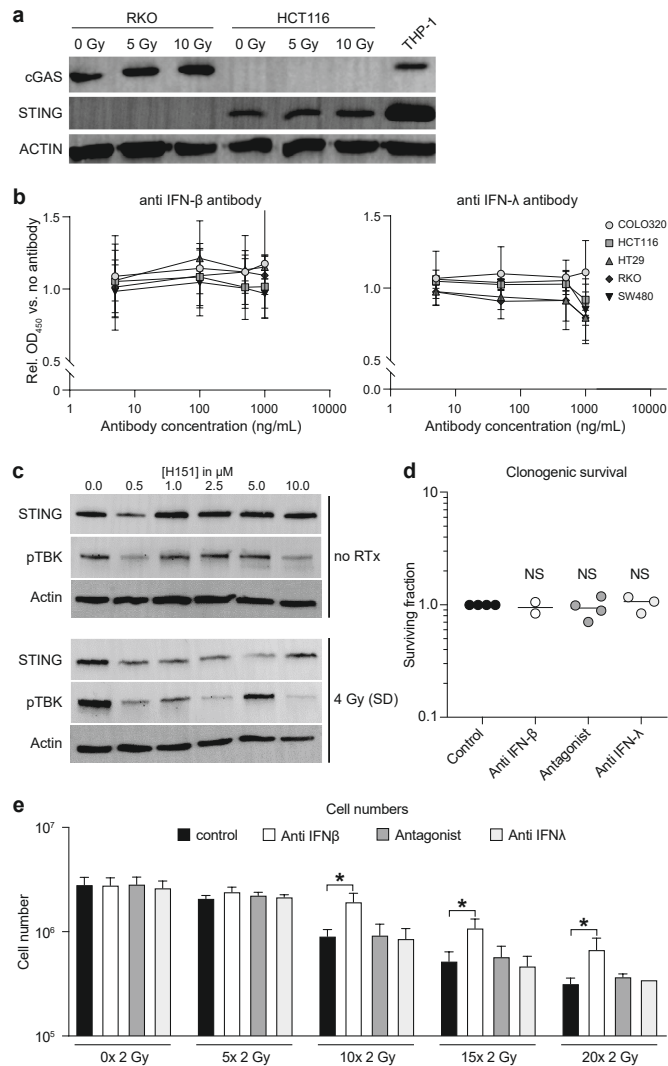 a
RKO HCT116
0 Gy 5 Gy 10 Gy 0 Gy 5 Gy 10 Gy THP-1
cGAS
STING
ACTIN
b
anti IFN-β antibody anti IFN-λ antibody
1.5 1.5
COLO320
HCT116
HT29
RKO
SW480
1.0 1.0
Rel. OD450 vs. no antibody
0.5 0.5
0 0.0
1 10 100 1000 10000 1 10 100 1000 10000
Antibody concentration (ng/mL) Antibody concentration (ng/mL)
c
[H151] in µM
0.0 0.5 1.0 2.5 5.0 10.0
STING
pTBK
Actin
no RTx
STING
pTBK
Actin
4 Gy (SD)
d
Clonogenic survival
10
NS NS NS
1.0
0.1
Surviving fraction
Control Anti IFN-β Antagonist Anti IFN-λ
e
Cell numbers
control Anti IFNβ Antagonist Anti IFNλ
10^7
10^6
10^5
Cell number
* * *
0x 2 Gy 5x 2 Gy 10x 2 Gy 15x 2 Gy 20x 2 Gy